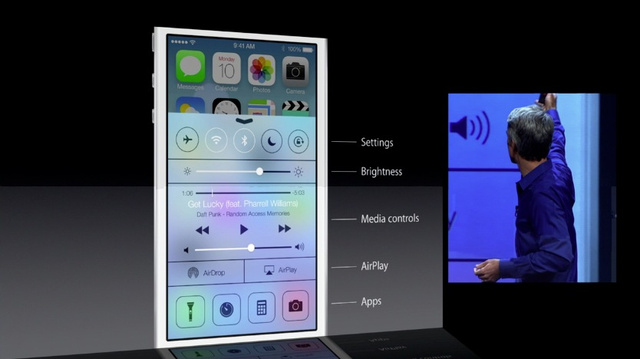 9:41 AM 100%
Monday
10
Messages Calendar Photos Camera
Settings
Brightness
1:06 -5:03
Get Lucky (feat. Pharrell Williams)
Daft Punk - Random Access Memories
Media controls
AirDrop AirPlay
AirPlay
Apps